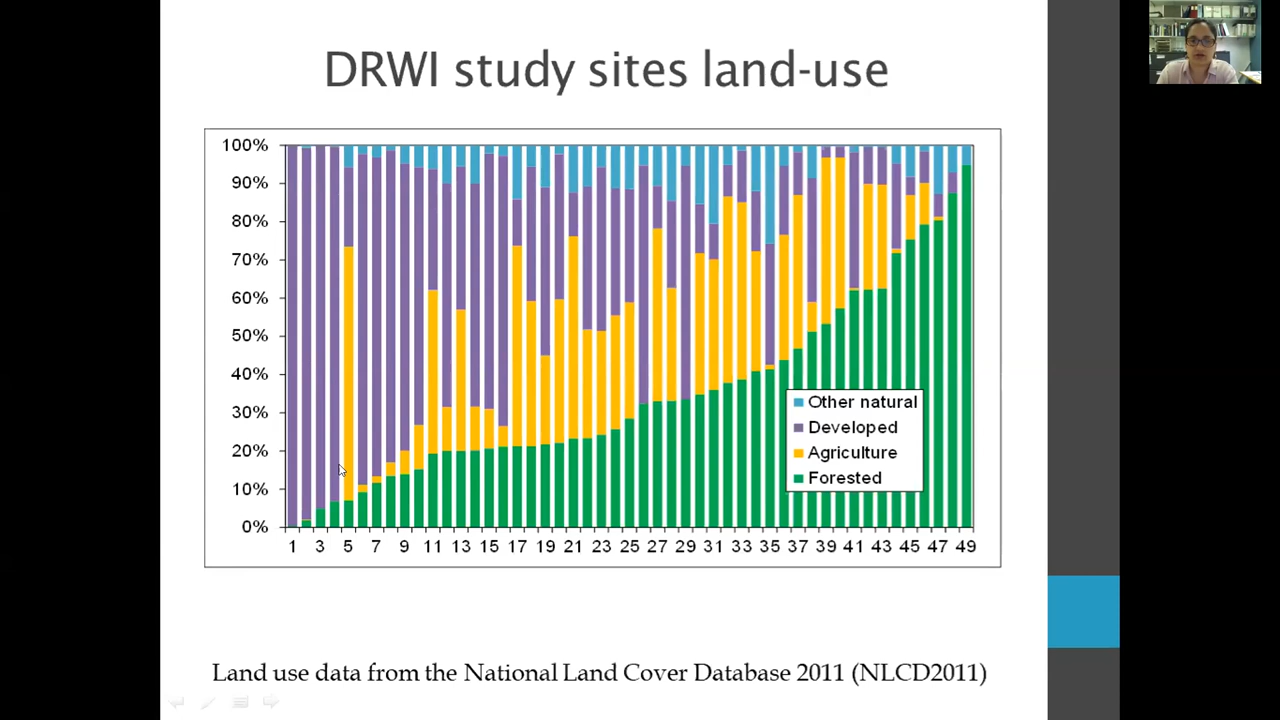 DRWI study sites land-use
100%
90%
80%
70%
60%
50%
40%
30%
20%
10%
0%
Other natural
Developed
Agriculture
Forested
1 3 5 7 9 11 13 15 17 19 21 23 25 27 29 31 33 35 37 39 41 43 45 47 49
Land use data from the National Land Cover Database 2011 (NLCD2011)